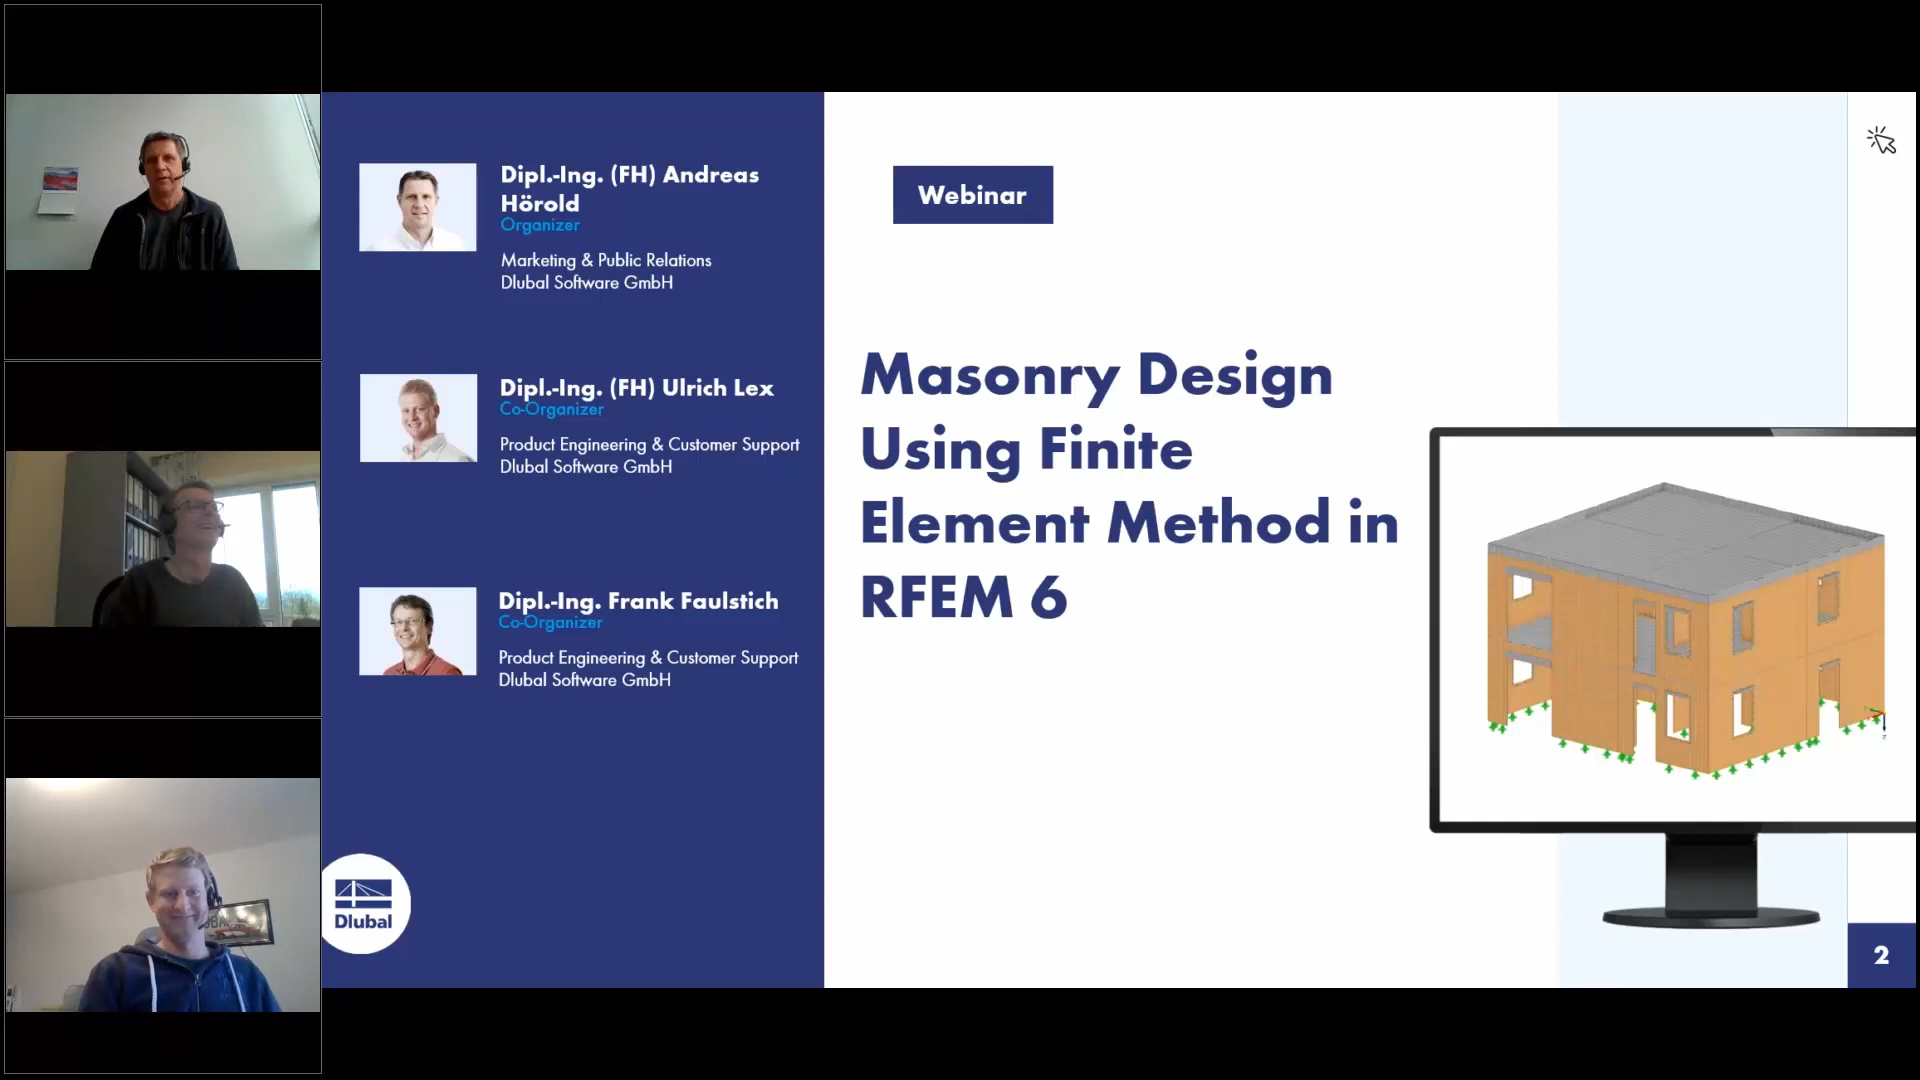 Dipl.-Ing. (FH) Andreas
Hörold
Organizer
Marketing & Public Relations
Dlubal Software GmbH
Dipl.-Ing. (FH) Ulrich Lex
Co-Organizer
Product Engineering & Customer Support
Dlubal Software GmbH
Dipl.-Ing. Frank Faulstich
Co-Organizer
Product Engineering & Customer Support
Dlubal Software GmbH
Dlubal
Webinar
Masonry Design
Using Finite
Element Method in
RFEM 6
2